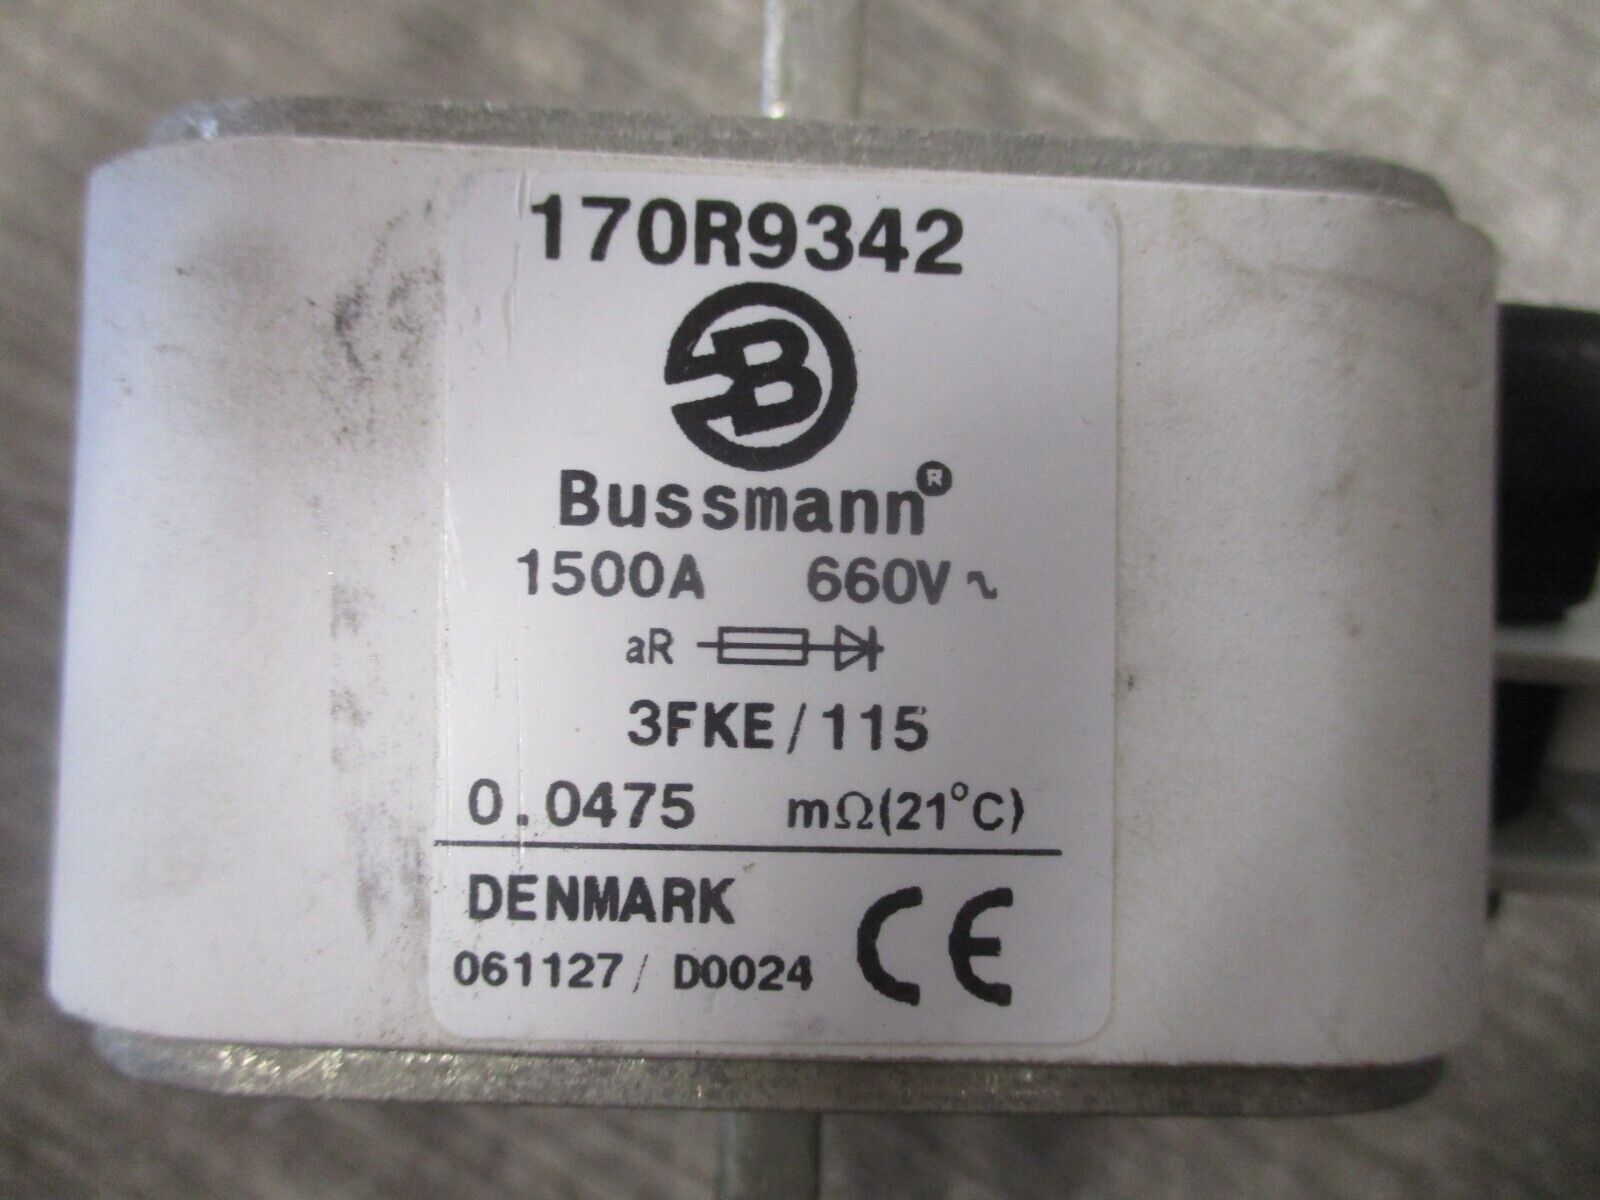 170R9342
B
Bussmann®
1500A 660V~
aR
3FKE/115
0.0475 mΩ(21°C)
DENMARK
061127/ D0024 CE